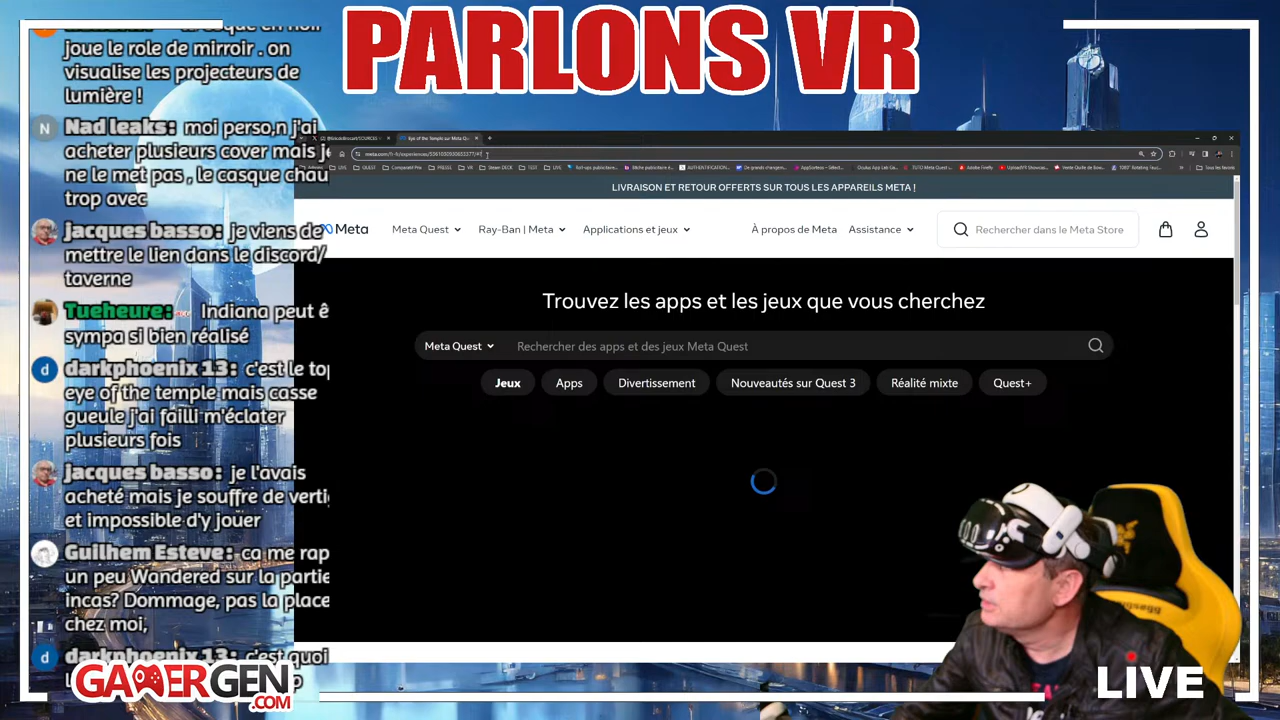 PARLONS VR
joue le role de mirroir . on
visualise les projecteurs de
lumière !
N Nad leaks: moi perso,n j'ai
acheter plusieurs cover mais je
ne le met pas , le casque chau
trop avec
jacques basso: je viens de
mettre le lien dans le discord/
taverne
Tueheure: Indiana peut ê
sympa si bien réalisé
d darkphoenix 13: c'est le top
eye of the temple mais casse
gueule j'ai failli m'éclater
plusieurs fois
jacques basso: je l'avais
acheté mais je souffre de verti
et impossible d'y jouer
Guilhem Esteve: ca me rap
un peu Wandered sur la partie
incas? Dommage, pas la place
chez moi,
d darkphoenix 13: c'est quoi
GAMERGEN
.COM
Eye of the Temple sur Meta Q
LIVRAISON ET RETOUR OFFERTS SUR TOUS LES APPAREILS META !
Meta
Meta Quest
Ray-Ban | Meta
Applications et jeux
À propos de Meta
Assistance
Rechercher dans le Meta Store
Trouvez les apps et les jeux que vous cherchez
Meta Quest
Rechercher des apps et des jeux Meta Quest
Jeux
Apps
Divertissement
Nouveautés sur Quest 3
Réalité mixte
Quest+
LIVE